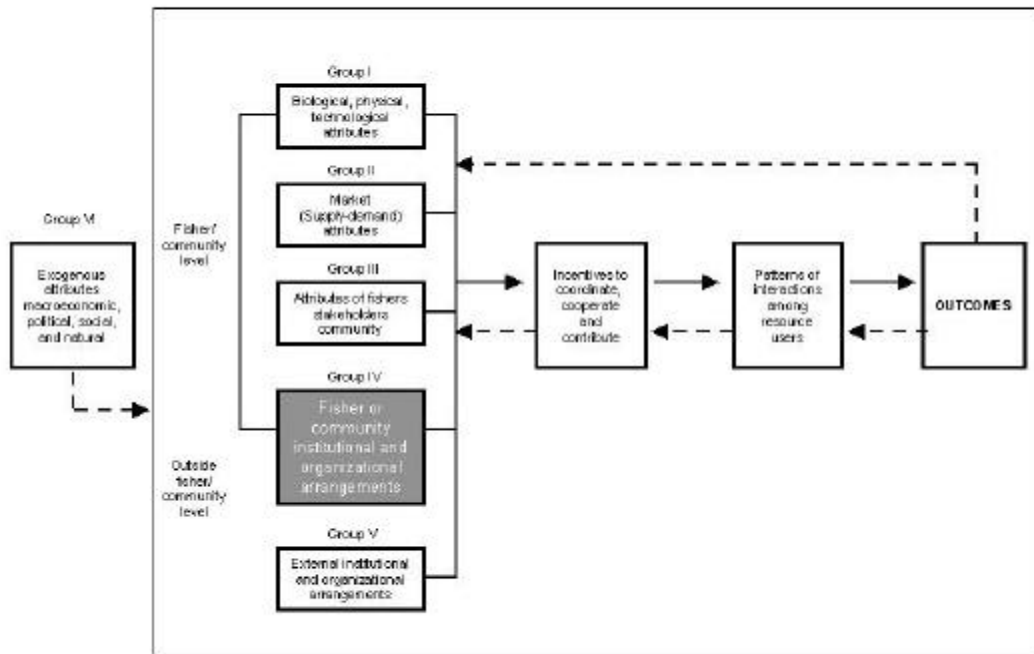 Group I
Biological, physical,
technological
attributes
Group II
Market
(Supply-demand)
attributes
Group III
Attributes of fishers
stakeholders
community
Group IV
Fisher or
community
institutional and
organizational
arrangements
Group V
External institutional
and organizational
arrangements
Group VI
Exogenous
attributes
macroeconomic,
political, social,
and natural
Fisher/
community
level
Outside
fisher/
community
level
Incentives to
coordinate,
cooperate
and
contribute
Patterns of
interactions
among
resource
users
OUTCOMES